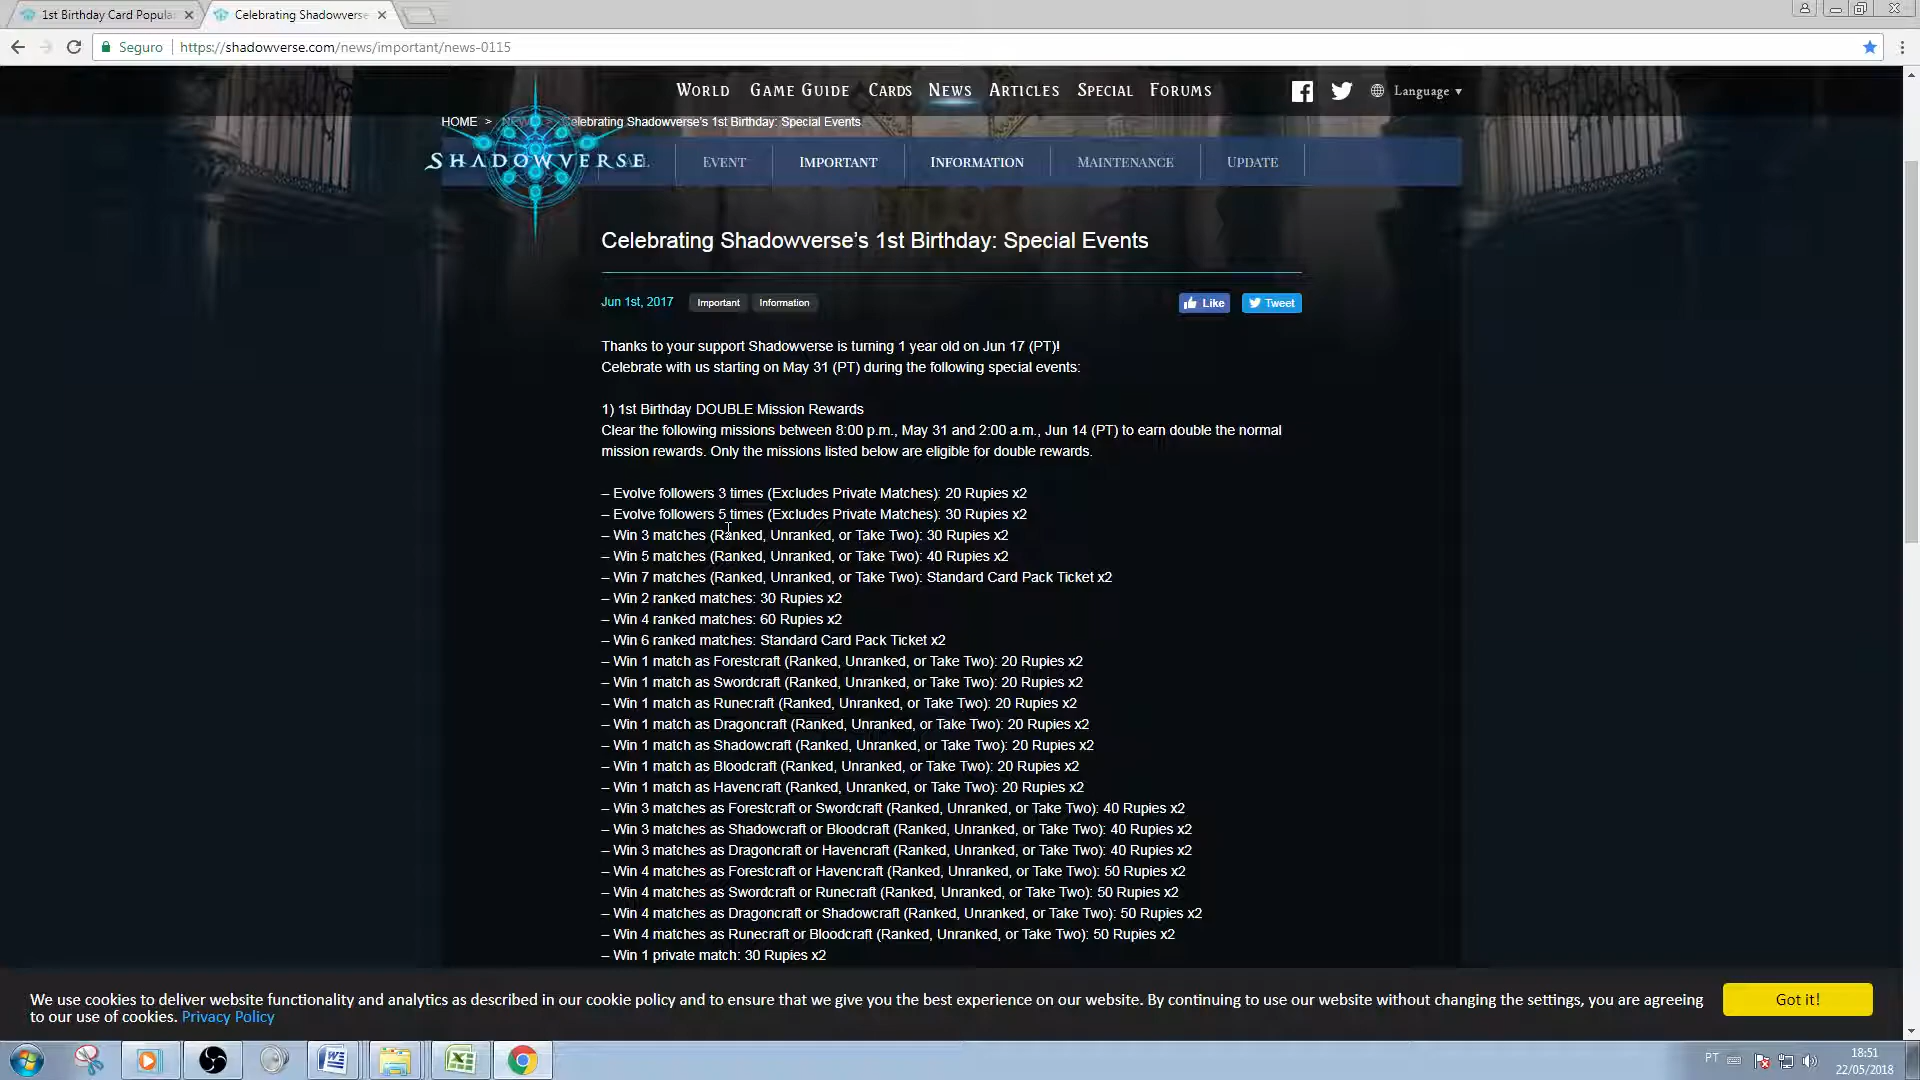 1st Birthday Card Popula
Celebrating Shadowverse
Seguro
https://shadowverse.com/news/important/news-0115
World
Game Guide
Cards
News
Articles
Special
Forums
Language
HOME > NEWS > Celebrating Shadowverse's 1st Birthday: Special Events
SHADOWVERSE
EVENT
IMPORTANT
INFORMATION
MAINTENANCE
UPDATE
Celebrating Shadowverse's 1st Birthday: Special Events
Jun 1st, 2017
Important
Information
Like
Tweet
Thanks to your support Shadowverse is turning 1 year old on Jun 17 (PT)!
Celebrate with us starting on May 31 (PT) during the following special events:
1) 1st Birthday DOUBLE Mission Rewards
Clear the following missions between 8:00 p.m., May 31 and 2:00 a.m., Jun 14 (PT) to earn double the normal
mission rewards. Only the missions listed below are eligible for double rewards.
– Evolve followers 3 times (Excludes Private Matches): 20 Rupies x2
– Evolve followers 5 times (Excludes Private Matches): 30 Rupies x2
– Win 3 matches (Ranked, Unranked, or Take Two): 30 Rupies x2
– Win 5 matches (Ranked, Unranked, or Take Two): 40 Rupies x2
– Win 7 matches (Ranked, Unranked, or Take Two): Standard Card Pack Ticket x2
– Win 2 ranked matches: 30 Rupies x2
– Win 4 ranked matches: 60 Rupies x2
– Win 6 ranked matches: Standard Card Pack Ticket x2
– Win 1 match as Forestcraft (Ranked, Unranked, or Take Two): 20 Rupies x2
– Win 1 match as Swordcraft (Ranked, Unranked, or Take Two): 20 Rupies x2
– Win 1 match as Runecraft (Ranked, Unranked, or Take Two): 20 Rupies x2
– Win 1 match as Dragoncraft (Ranked, Unranked, or Take Two): 20 Rupies x2
– Win 1 match as Shadowcraft (Ranked, Unranked, or Take Two): 20 Rupies x2
– Win 1 match as Bloodcraft (Ranked, Unranked, or Take Two): 20 Rupies x2
– Win 1 match as Havencraft (Ranked, Unranked, or Take Two): 20 Rupies x2
– Win 3 matches as Forestcraft or Swordcraft (Ranked, Unranked, or Take Two): 40 Rupies x2
– Win 3 matches as Shadowcraft or Bloodcraft (Ranked, Unranked, or Take Two): 40 Rupies x2
– Win 3 matches as Dragoncraft or Havencraft (Ranked, Unranked, or Take Two): 40 Rupies x2
– Win 4 matches as Forestcraft or Havencraft (Ranked, Unranked, or Take Two): 50 Rupies x2
– Win 4 matches as Swordcraft or Runecraft (Ranked, Unranked, or Take Two): 50 Rupies x2
– Win 4 matches as Dragoncraft or Shadowcraft (Ranked, Unranked, or Take Two): 50 Rupies x2
– Win 4 matches as Runecraft or Bloodcraft (Ranked, Unranked, or Take Two): 50 Rupies x2
– Win 1 private match: 30 Rupies x2
We use cookies to deliver website functionality and analytics as described in our cookie policy and to ensure that we give you the best experience on our website. By continuing to use our website without changing the settings, you are agreeing
to our use of cookies. Privacy Policy
Got it!
PT
18:51
22/05/2018